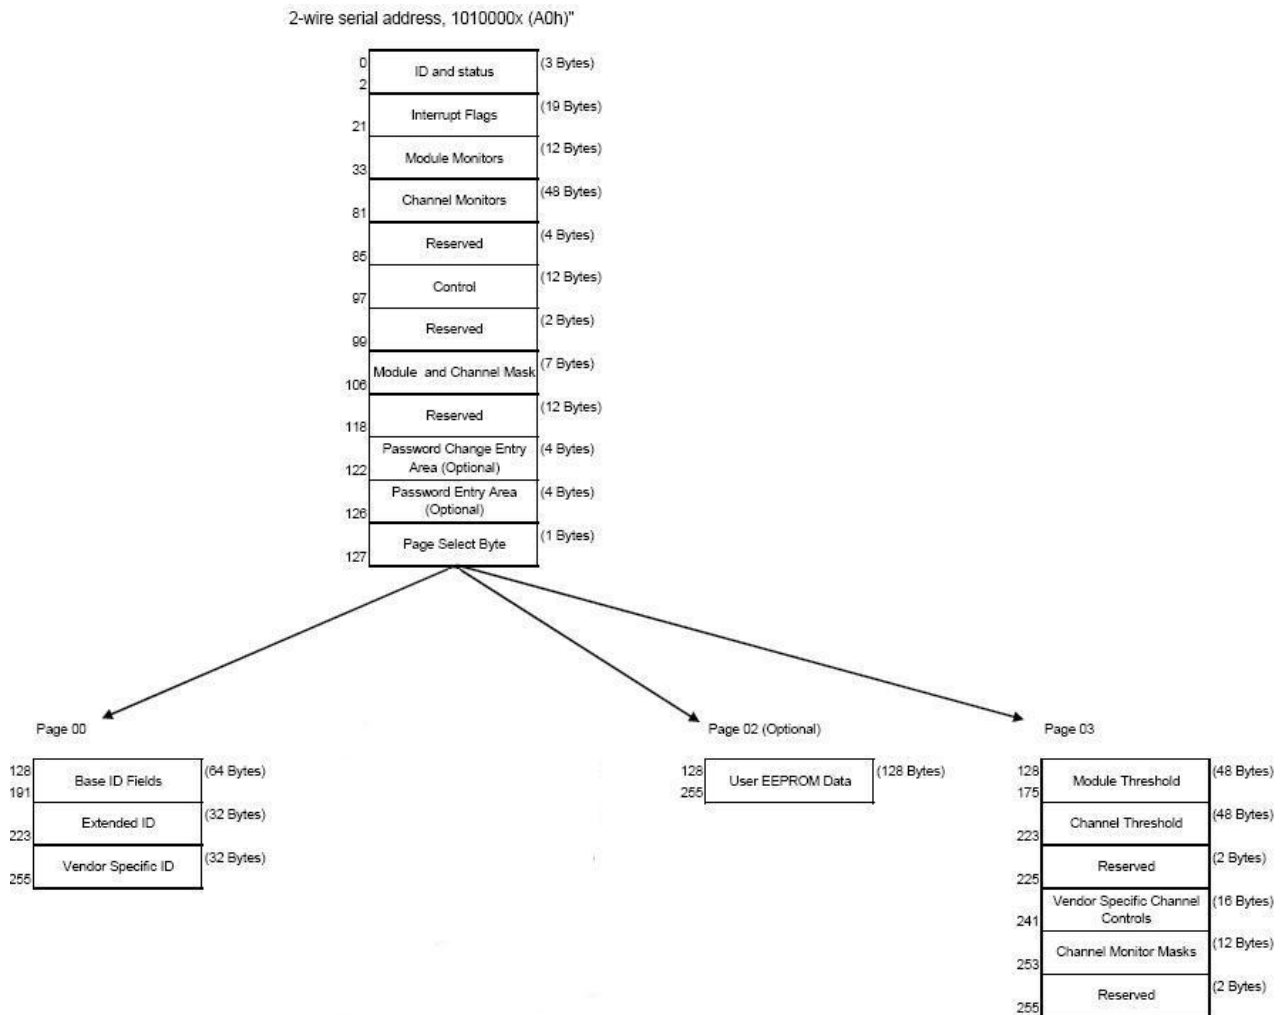 2-wire serial address, 1010000x (A0h)"
0
2
ID and status
(3 Bytes)
21
Interrupt Flags
(19 Bytes)
33
Module Monitors
(12 Bytes)
81
Channel Monitors
(48 Bytes)
85
Reserved
(4 Bytes)
97
Control
(12 Bytes)
99
Reserved
(2 Bytes)
106
Module and Channel Mask
(7 Bytes)
118
Reserved
(12 Bytes)
122
Password Change Entry
Area (Optional)
(4 Bytes)
126
Password Entry Area
(Optional)
(4 Bytes)
127
Page Select Byte
(1 Bytes)
Page 00
128
191
Base ID Fields
(64 Bytes)
223
Extended ID
(32 Bytes)
255
Vendor Specific ID
(32 Bytes)
Page 02 (Optional)
128
255
User EEPROM Data
(128 Bytes)
Page 03
128
175
Module Threshold
(48 Bytes)
223
Channel Threshold
(48 Bytes)
225
Reserved
(2 Bytes)
241
Vendor Specific Channel
Controls
(16 Bytes)
253
Channel Monitor Masks
(12 Bytes)
255
Reserved
(2 Bytes)